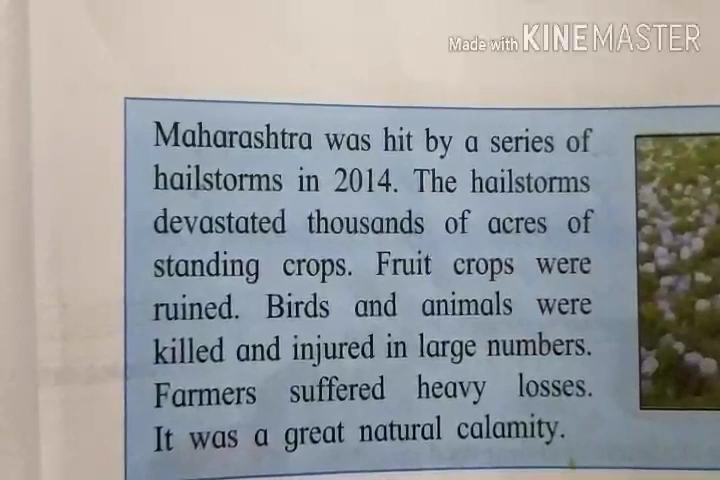 Made with KINEMASTER
Maharashtra was hit by a series of
hailstorms in 2014. The hailstorms
devastated thousands of acres of
standing crops. Fruit crops were
ruined. Birds and animals were
killed and injured in large numbers.
Farmers suffered heavy losses.
It was a great natural calamity.